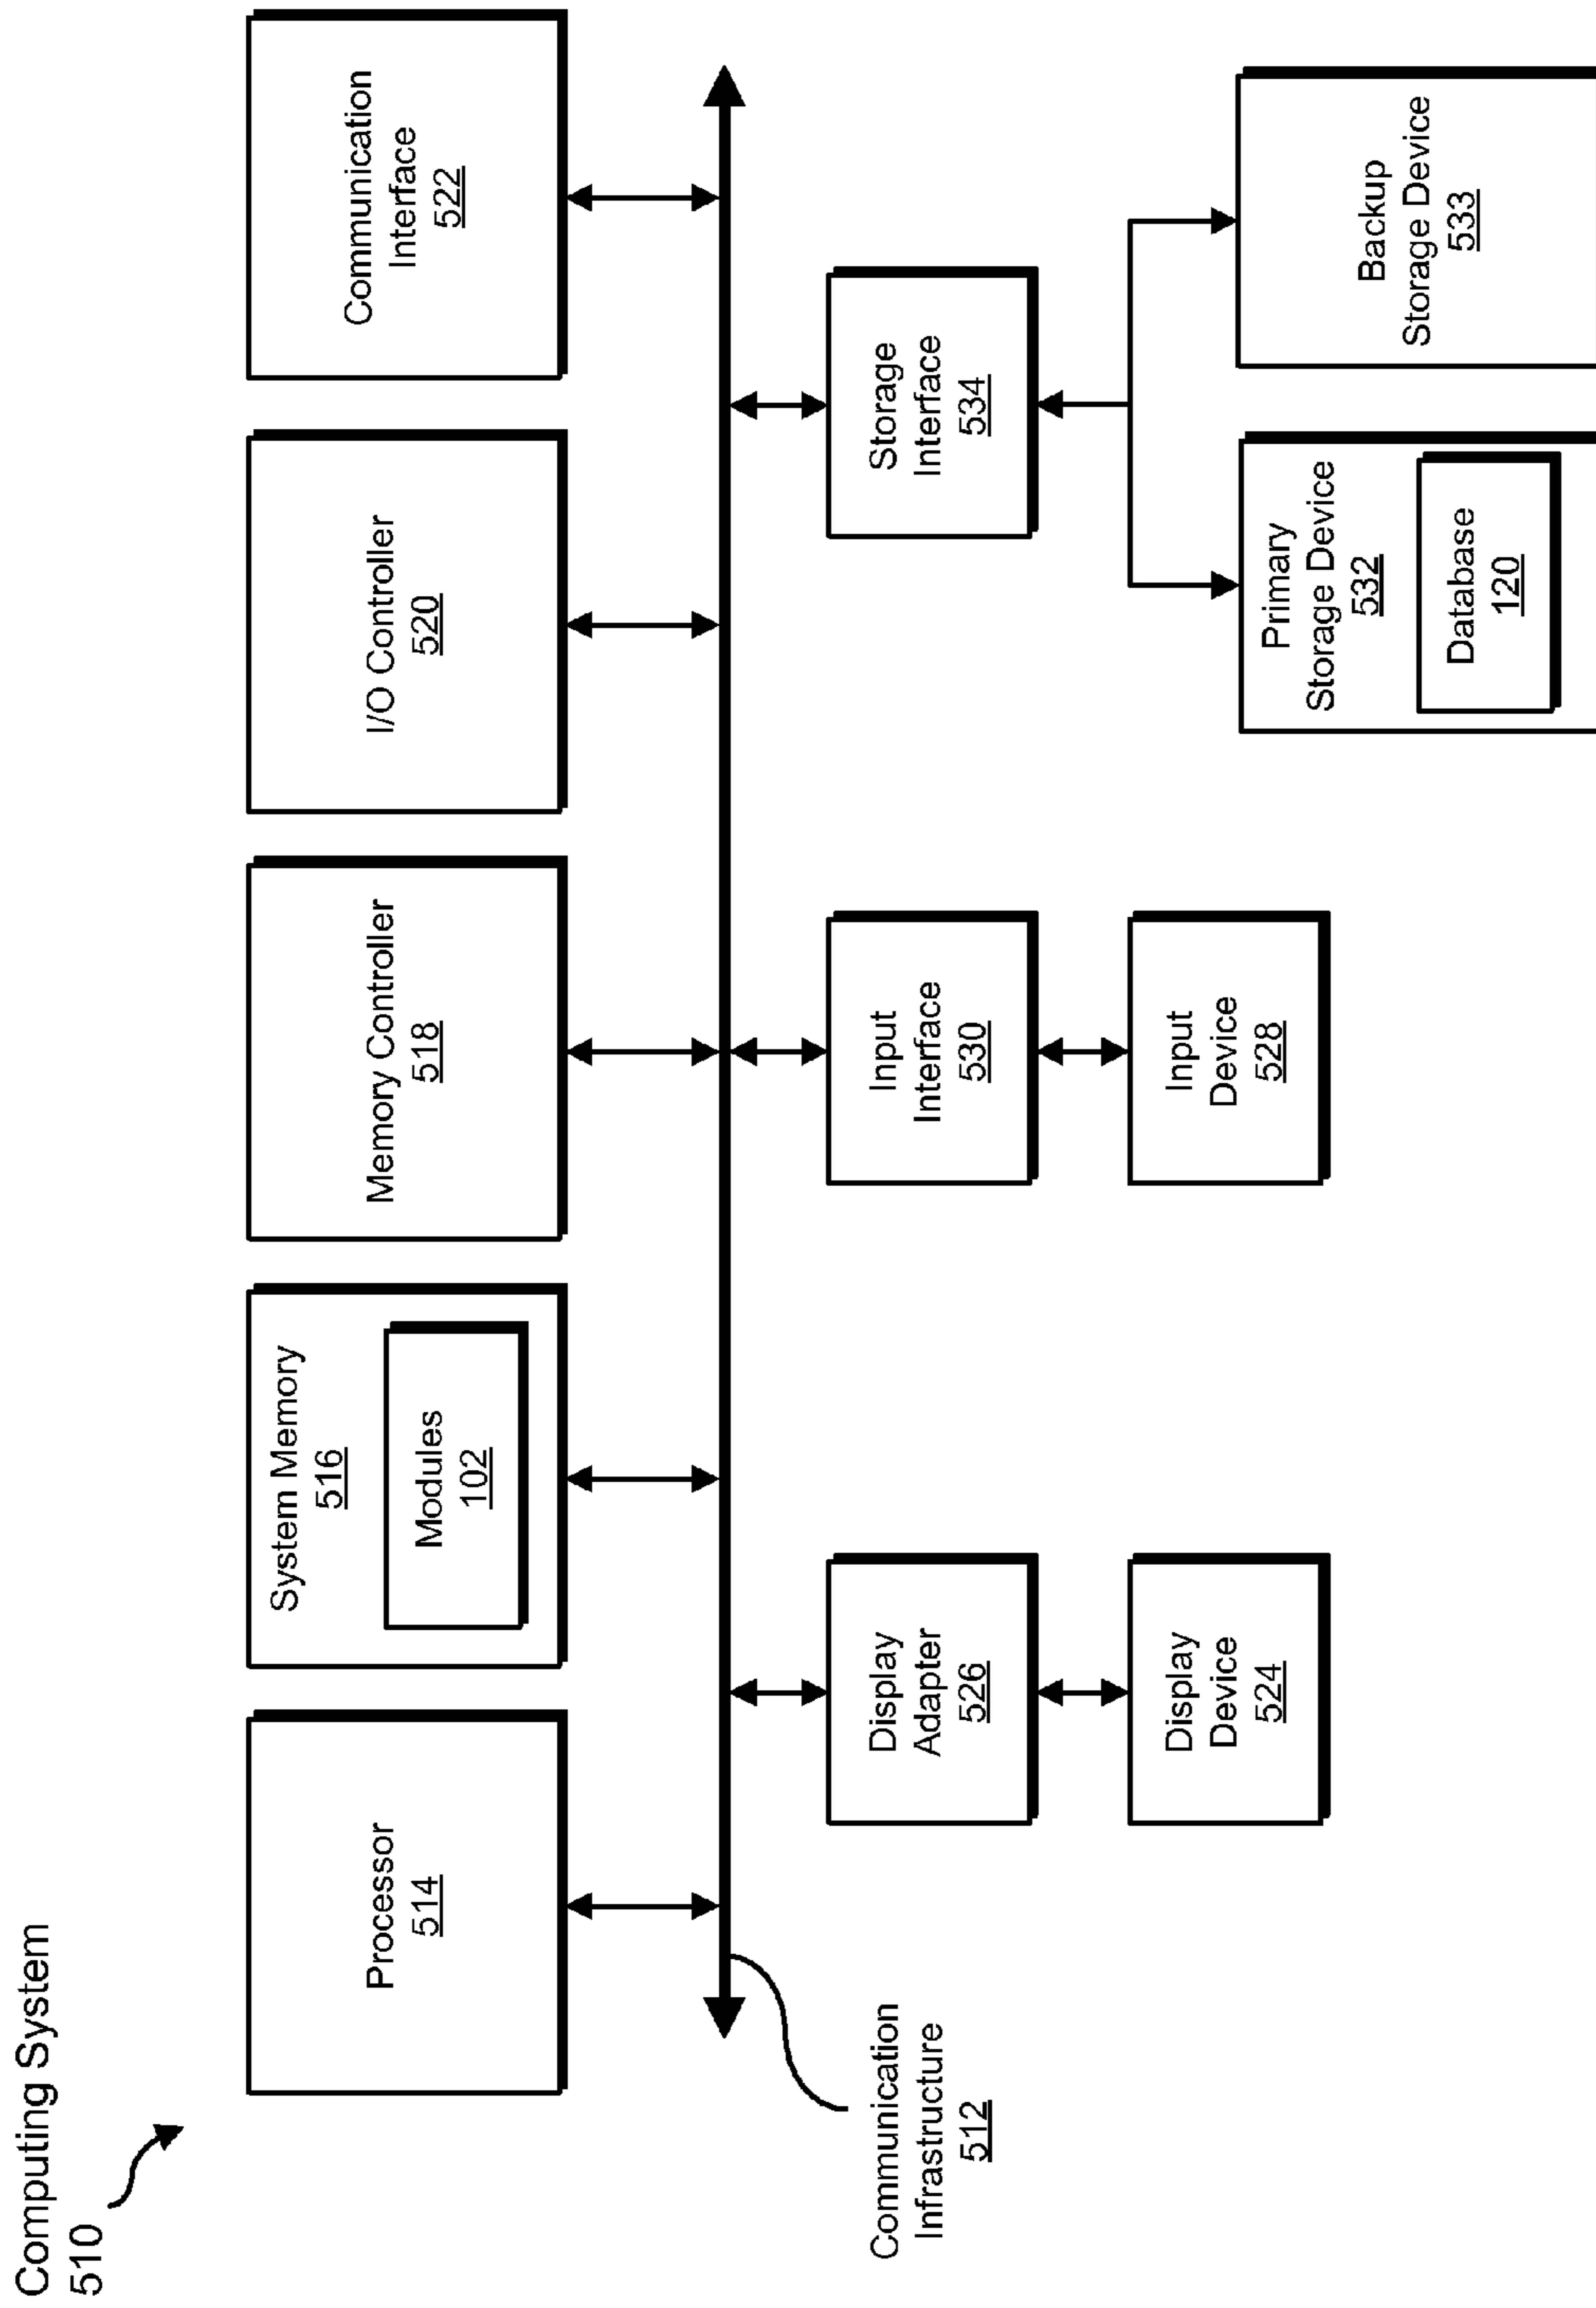 Computing System
510
Processor
514
System Memory
516
Modules
102
Memory Controller
518
I/O Controller
520
Communication
Interface
522
Communication
Infrastructure
512
Display
Adapter
526
Input
Interface
530
Storage
Interface
534
Display
Device
524
Input
Device
528
Primary
Storage Device
532
Database
120
Backup
Storage Device
533